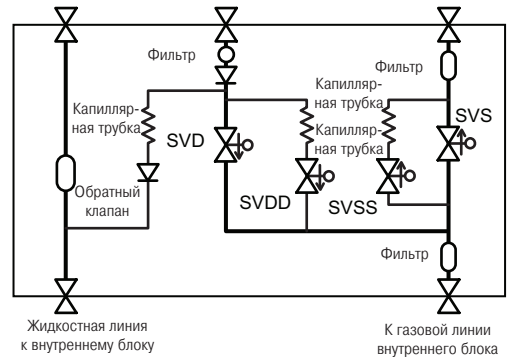 Фильтр
Фильтр
Капилляр-
ная трубка
Капилляр-
ная трубка
SVS
SVD
Капилляр-
ная трубка
Обратный
клапан
SVDD
SVSS
Фильтр
Жидкостная линия
к внутреннему блоку
К газовой линии
внутреннего блока